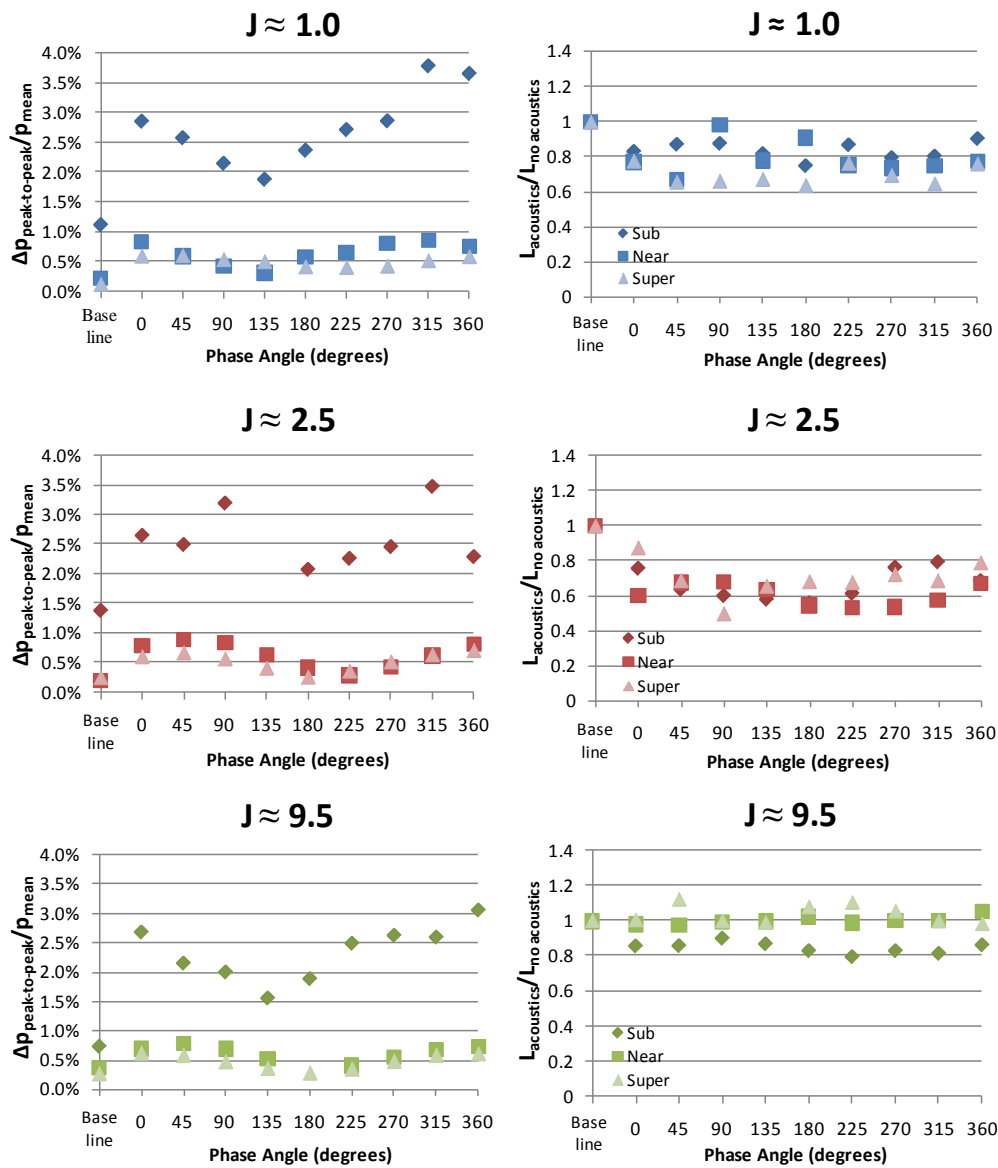 J ≈ 1.0
Δp peak-to-peak/p mean
4.0%
3.5%
3.0%
2.5%
2.0%
1.5%
1.0%
0.5%
0.0%
Base line 0 45 90 135 180 225 270 315 360
Phase Angle (degrees)
J ≈ 1.0
L acoustics/L no acoustics
1.4
1.2
1
0.8
0.6
0.4
0.2
0
Sub
Near
Super
Base line 0 45 90 135 180 225 270 315 360
Phase Angle (degrees)
J ≈ 2.5
Δp peak-to-peak/p mean
4.0%
3.5%
3.0%
2.5%
2.0%
1.5%
1.0%
0.5%
0.0%
Base line 0 45 90 135 180 225 270 315 360
Phase Angle (degrees)
J ≈ 2.5
L acoustics/L no acoustics
1.4
1.2
1
0.8
0.6
0.4
0.2
0
Sub
Near
Super
Base line 0 45 90 135 180 225 270 315 360
Phase Angle (degrees)
J ≈ 9.5
Δp peak-to-peak/p mean
4.0%
3.5%
3.0%
2.5%
2.0%
1.5%
1.0%
0.5%
0.0%
Base line 0 45 90 135 180 225 270 315 360
Phase Angle (degrees)
J ≈ 9.5
L acoustics/L no acoustics
1.4
1.2
1
0.8
0.6
0.4
0.2
0
Sub
Near
Super
Base line 0 45 90 135 180 225 270 315 360
Phase Angle (degrees)